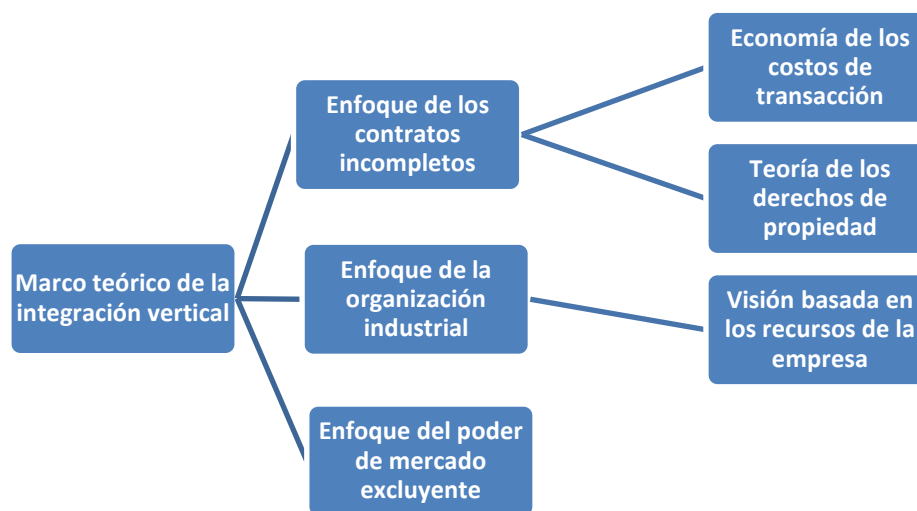 Marco teórico de la
integración vertical
Enfoque de los
contratos
incompletos
Economía de los
costos de
transacción
Teoría de los
derechos de
propiedad
Enfoque de la
organización
industrial
Visión basada en
los recursos de la
empresa
Enfoque del poder
de mercado
excluyente